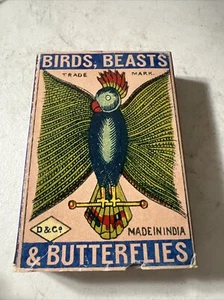 BIRDS, BEASTS
TRADE MARK.
D & Cº
MADE IN INDIA
& BUTTERFLIES